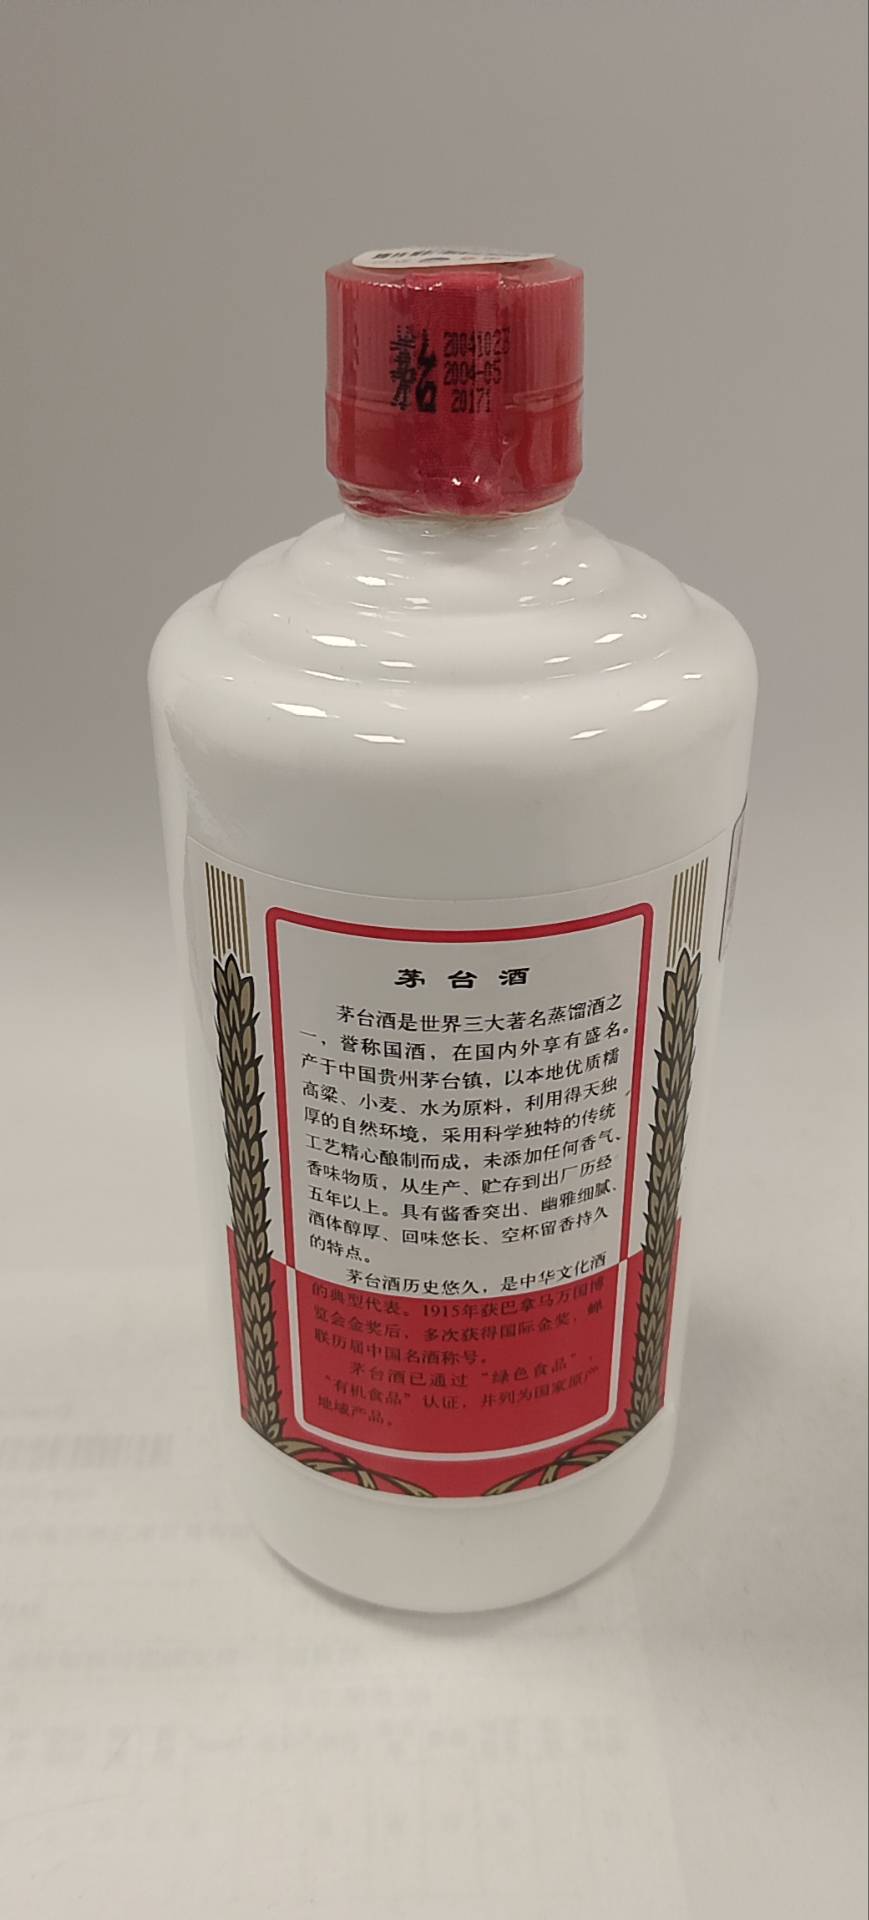 茅台
20041023
2004-05
20171
茅台酒
茅台酒是世界三大著名蒸馏酒之
一，誉称国酒，在国内外享有盛名。
产于中国贵州茅台镇，以本地优质糯
高粱、小麦、水为原料，利用得天独
厚的自然环境，采用科学独特的传统
工艺精心酿制而成，未添加任何香气、
香味物质，从生产、贮存到出厂历经
五年以上。具有酱香突出、幽雅细腻、
酒体醇厚、回味悠长、空杯留香持久
的特点。
茅台酒历史悠久，是中华文化酒
的典型代表。1915年获巴拿马万国博
览会金奖后，多次获得国际金奖，蝉
联历届中国名酒称号。
茅台酒已通过“绿色食品”、
“有机食品”认证，并列为国家原产
地域产品。